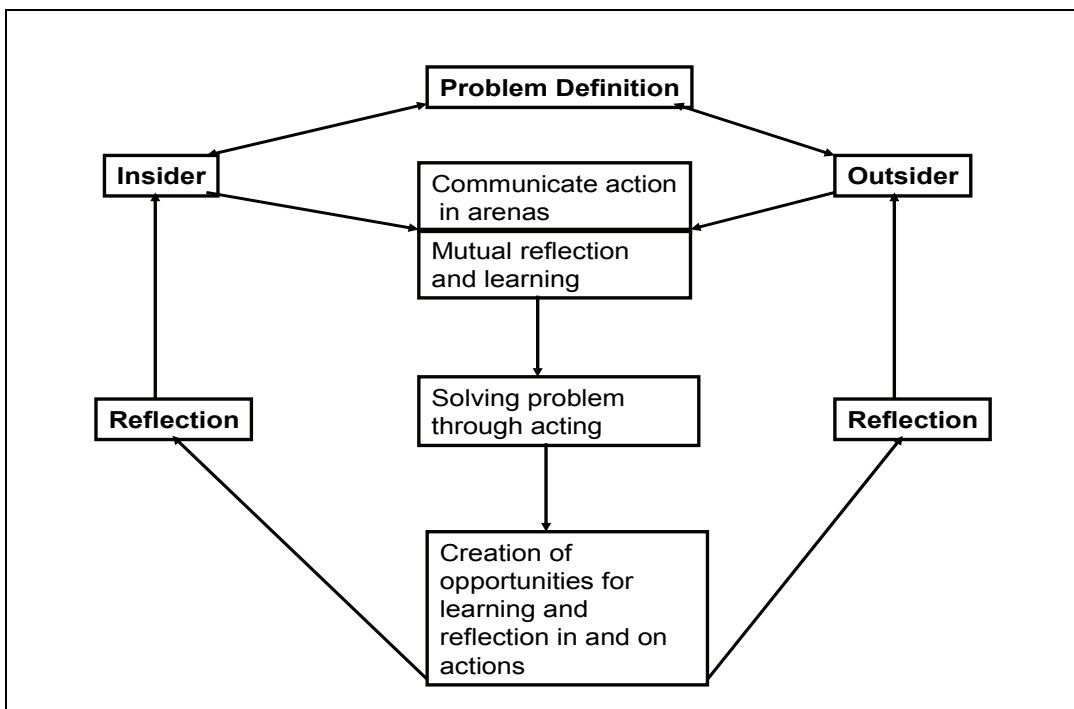 Problem Definition
Insider
Outsider
Communicate action
in arenas
Mutual reflection
and learning
Solving problem
through acting
Reflection
Reflection
Creation of
opportunities for
learning and
reflection in and on
actions